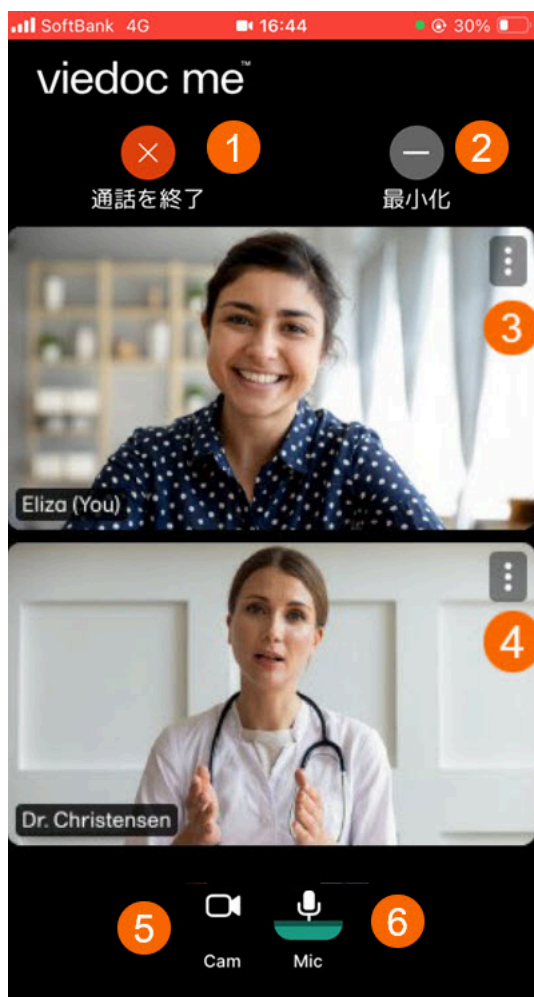 SoftBank 4G 16:44 30%
viedoc me™
1 2
通話を終了 最小化
3
Eliza (You)
4
Dr. Christensen
5 6
Cam Mic